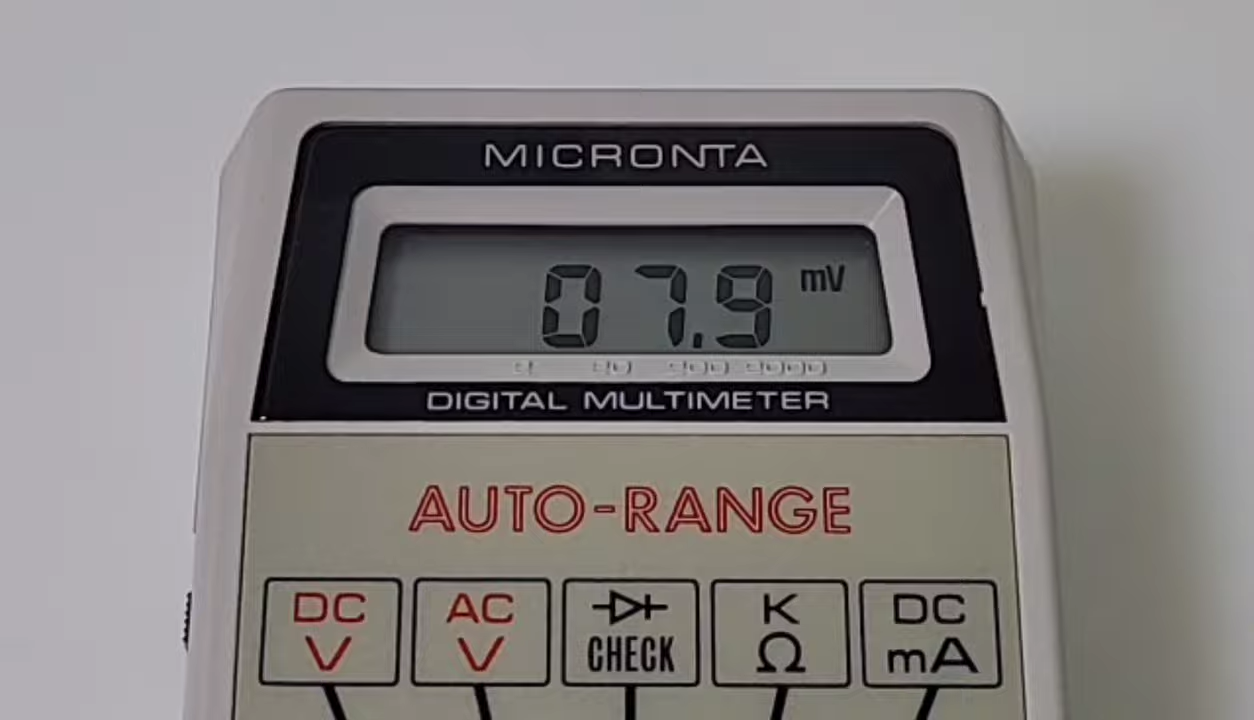 MICRONTA
07.9 mV
DIGITAL MULTIMETER
AUTO-RANGE
DC V
AC V
CHECK
K Ω
DC mA